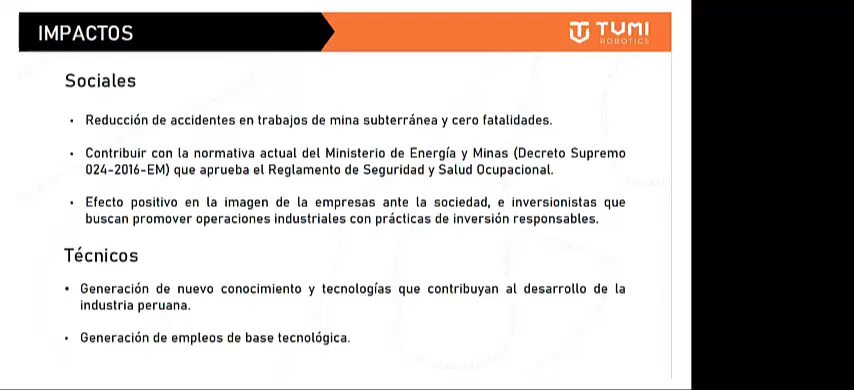 IMPACTOS
TUMI
ROBOTICS
Sociales
• Reducción de accidentes en trabajos de mina subterránea y cero fatalidades.
• Contribuir con la normativa actual del Ministerio de Energía y Minas (Decreto Supremo
024-2016-EM) que aprueba el Reglamento de Seguridad y Salud Ocupacional.
• Efecto positivo en la imagen de la empresas ante la sociedad, e inversionistas que
buscan promover operaciones industriales con prácticas de inversión responsables.
Técnicos
• Generación de nuevo conocimiento y tecnologías que contribuyan al desarrollo de la
industria peruana.
• Generación de empleos de base tecnológica.